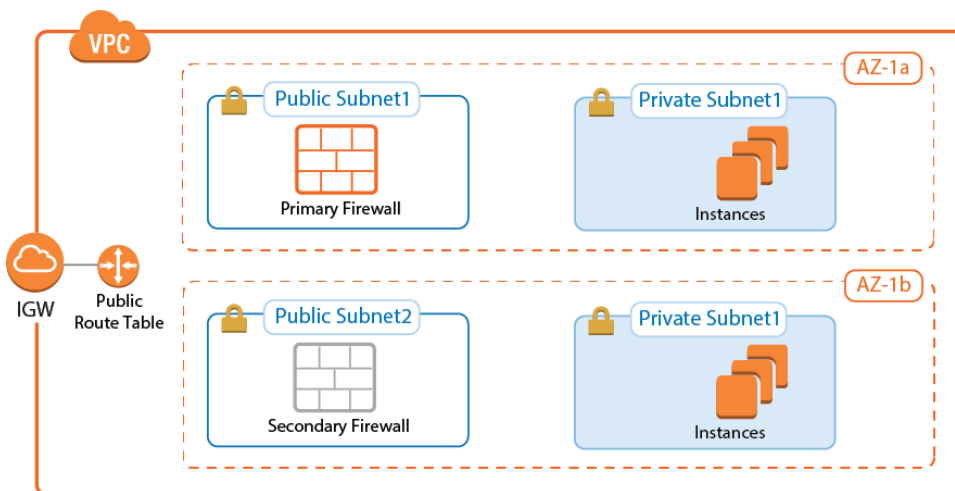 VPC
AZ-1a
Public Subnet1
Private Subnet1
Primary Firewall
Instances
IGW
Public
Route Table
AZ-1b
Public Subnet2
Private Subnet1
Secondary Firewall
Instances